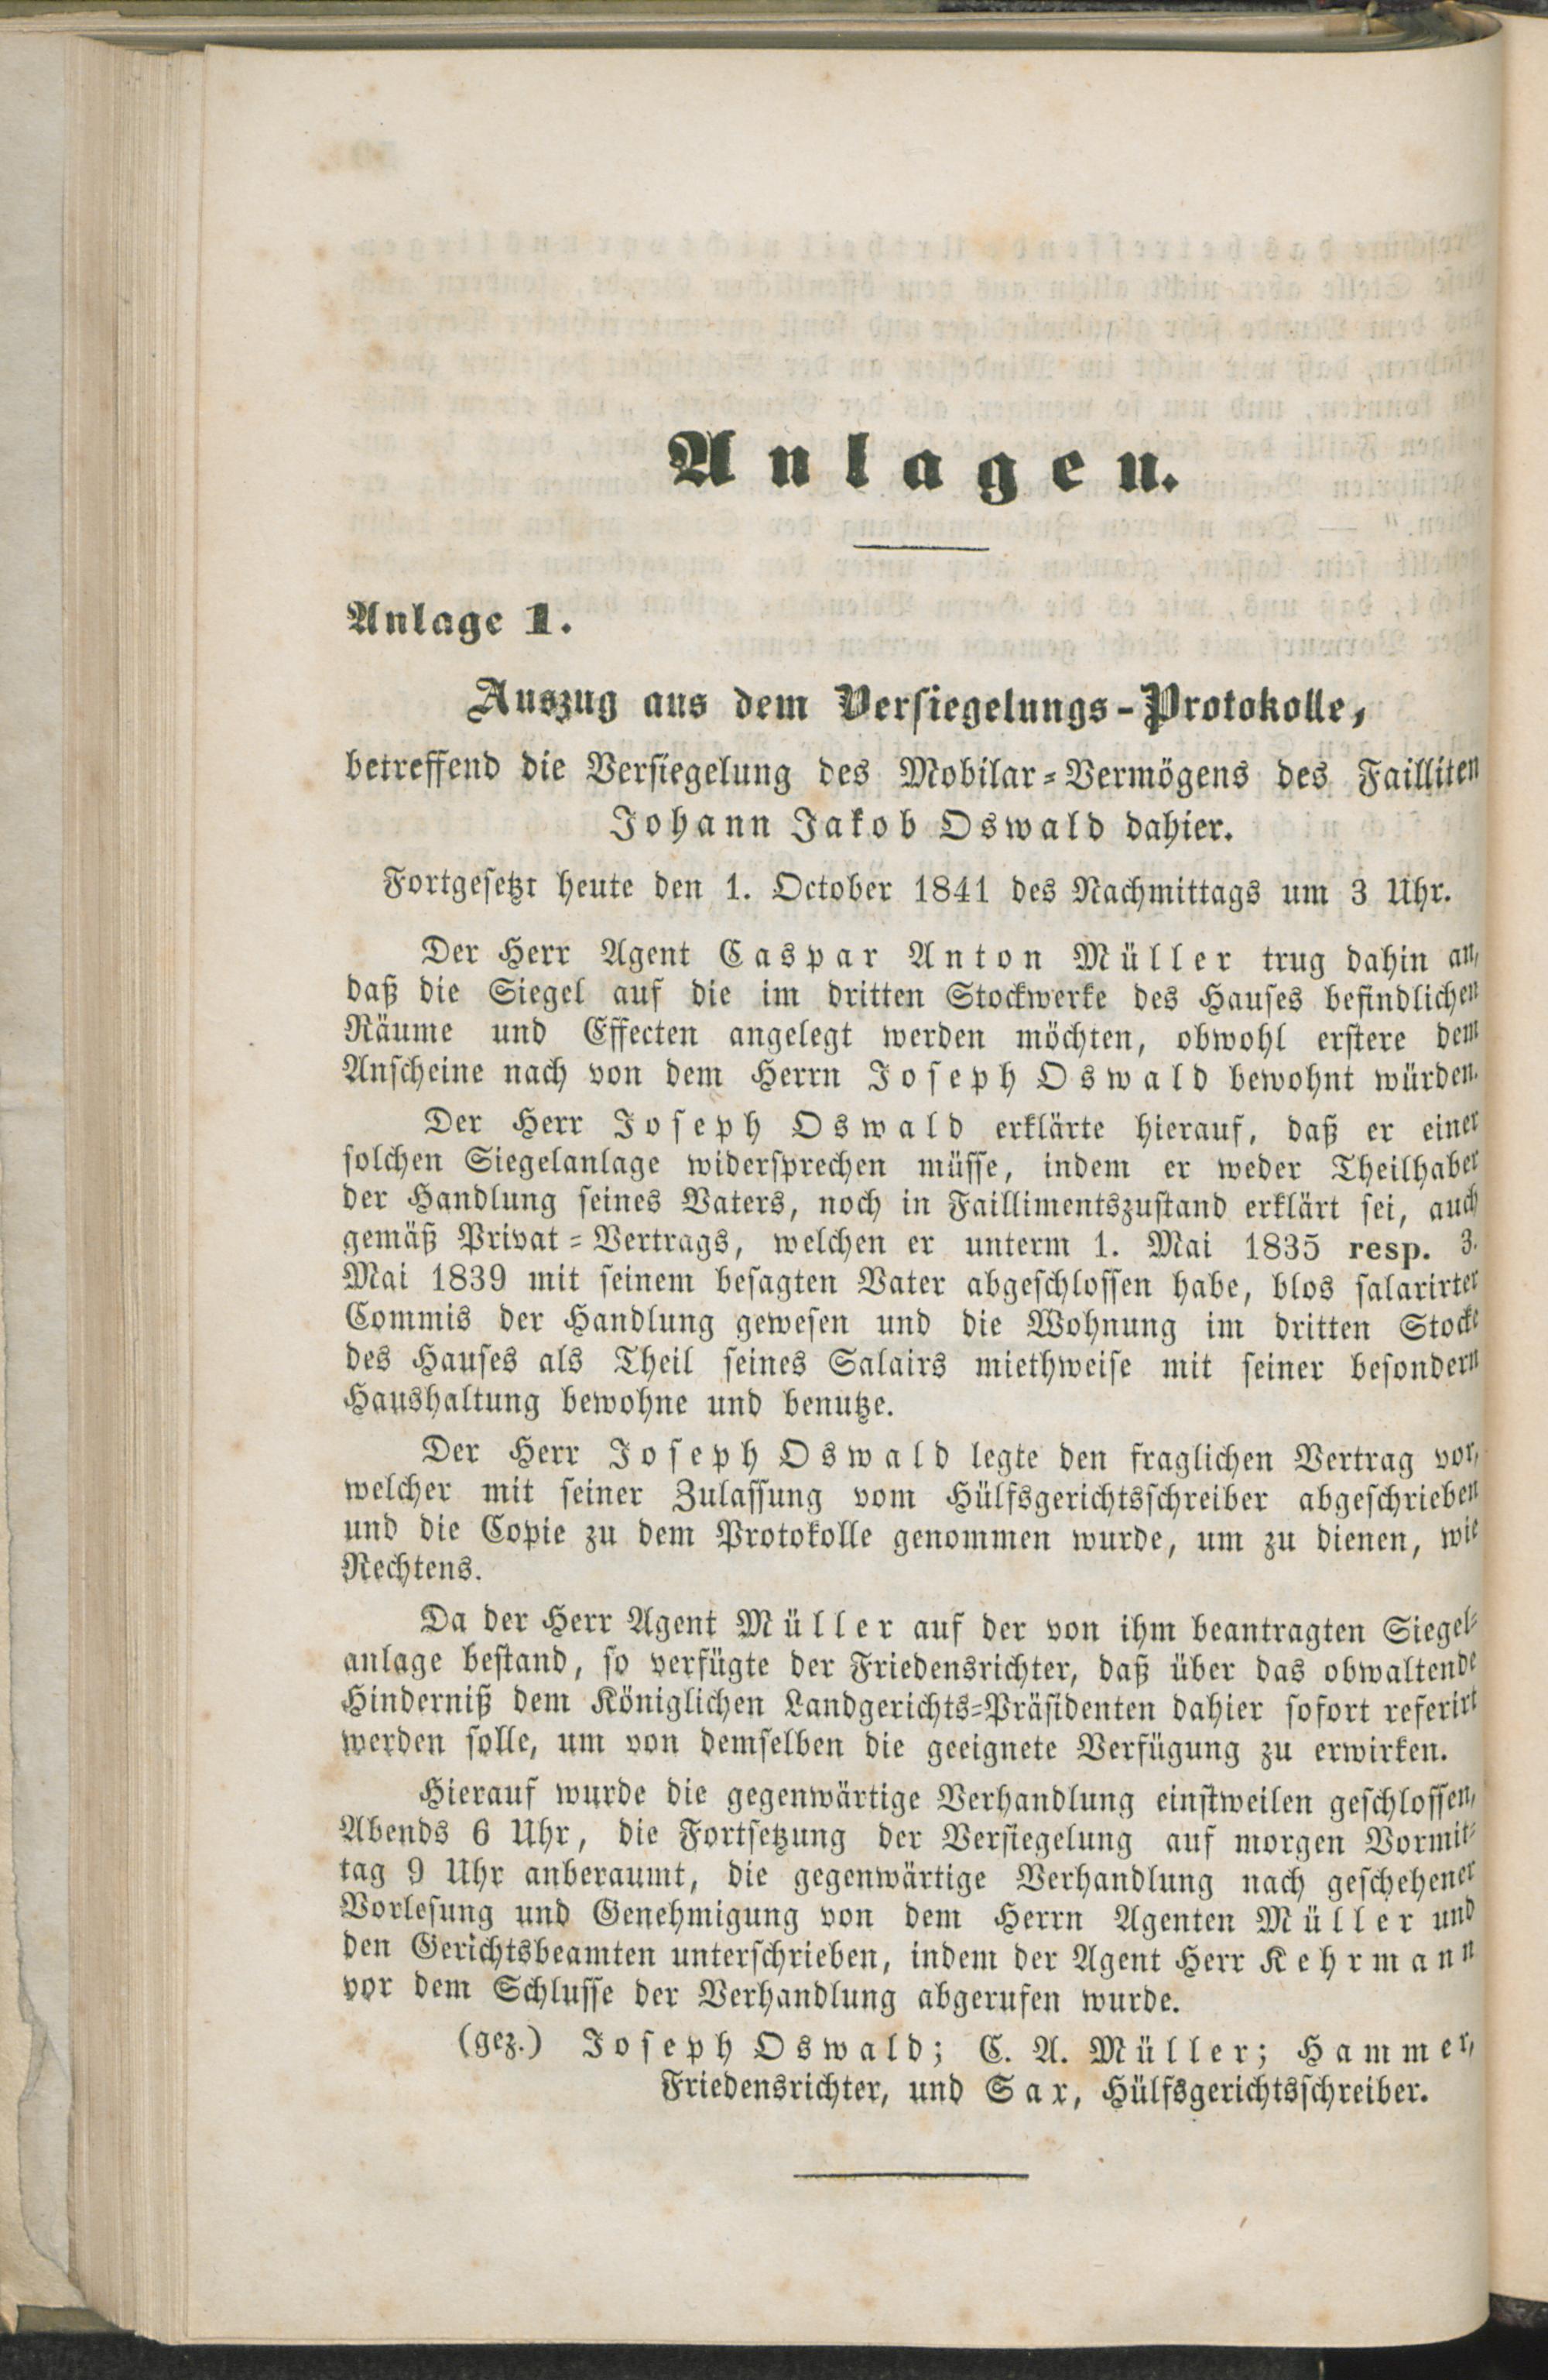 Anlagen.
Anlage 1.
Auszug aus dem Versiegelungs-Protokolle,
betreffend die Versiegelung des Mobilar-Vermögens des Failliten
Johann Jakob Oswald dahier.
Fortgesetzt heute den 1. October 1841 des Nachmittags um 3 Uhr.
Der Herr Agent Caspar Anton Müller trug dahin an,
daß die Siegel auf die im dritten Stockwerke des Hauses befindlichen
Räume und Effecten angelegt werden möchten, obwohl erstere dem
Anscheine nach von dem Herrn Joseph Oswald bewohnt würden.
Der Herr Joseph Oswald erklärte hierauf, daß er einer
solchen Siegelanlage widersprechen müsse, indem er weder Theilhaber
der Handlung seines Vaters, noch in Faillimentszustand erklärt sei, auch
gemäß Privat-Vertrags, welchen er unterm 1. Mai 1835 resp. 3.
Mai 1839 mit seinem besagten Vater abgeschlossen habe, blos salarirter
Commis der Handlung gewesen und die Wohnung im dritten Stocke
des Hauses als Theil seines Salairs miethweise mit seiner besondern
Haushaltung bewohne und benutze.
Der Herr Joseph Oswald legte den fraglichen Vertrag vor,
welcher mit seiner Zulassung vom Hülfsgerichtsschreiber abgeschrieben
und die Copie zu dem Protokolle genommen wurde, um zu dienen, wie
Rechtens.
Da der Herr Agent Müller auf der von ihm beantragten Siegel-
anlage bestand, so verfügte der Friedensrichter, daß über das obwaltende
Hinderniß dem Königlichen Landgerichts-Präsidenten dahier sofort referirt
werden solle, um von demselben die geeignete Verfügung zu erwirken.
Hierauf wurde die gegenwärtige Verhandlung einstweilen geschlossen,
Abends 6 Uhr, die Fortsetzung der Versiegelung auf morgen Vormit-
tag 9 Uhr anberaumt, die gegenwärtige Verhandlung nach geschehener
Vorlesung und Genehmigung von dem Herrn Agenten Müller und
den Gerichtsbeamten unterschrieben, indem der Agent Herr Kehrmann
vor dem Schlusse der Verhandlung abgerufen wurde.
(gez.) Joseph Oswald; C. A. Müller; Hammer,
Friedensrichter, und Sax, Hülfsgerichtsschreiber.